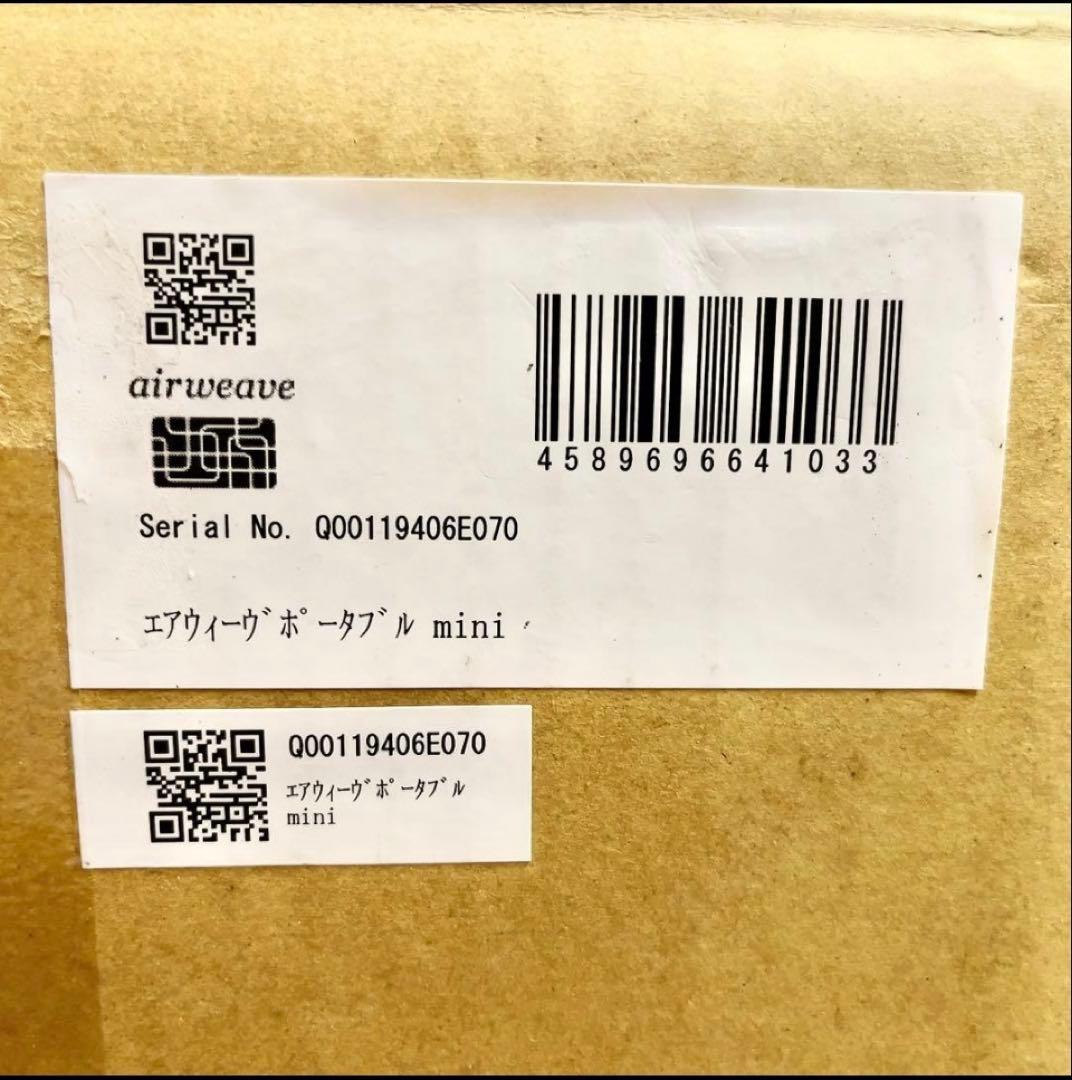 airweave
4589696641033
Serial No. Q00119406E070
ｴｱｳｨｰｳﾞﾎﾟｰﾀﾌﾞﾙ mini
Q00119406E070
ｴｱｳｨｰｳﾞﾎﾟｰﾀﾌﾞﾙ
mini